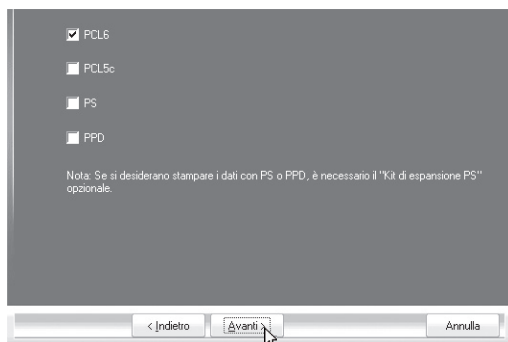 PCL6
PCL5c
PS
PPD
Nota: Se si desiderano stampare i dati con PS o PPD, è necessario il "Kit di espansione PS"
opzionale.
< Indietro Avanti > Annulla